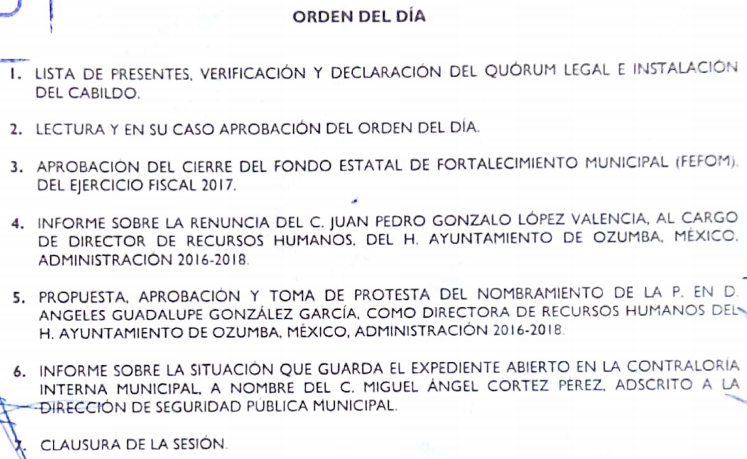 ORDEN DEL DÍA
1. LISTA DE PRESENTES, VERIFICACIÓN Y DECLARACIÓN DEL QUÓRUM LEGAL E INSTALACIÓN
DEL CABILDO.
2. LECTURA Y EN SU CASO APROBACIÓN DEL ORDEN DEL DÍA.
3. APROBACIÓN DEL CIERRE DEL FONDO ESTATAL DE FORTALECIMIENTO MUNICIPAL (FEFOM).
DEL EJERCICIO FISCAL 2017.
4. INFORME SOBRE LA RENUNCIA DEL C. JUAN PEDRO GONZALO LÓPEZ VALENCIA, AL CARGO
DE DIRECTOR DE RECURSOS HUMANOS, DEL H. AYUNTAMIENTO DE OZUMBA, MÉXICO,
ADMINISTRACIÓN 2016-2018.
5. PROPUESTA, APROBACIÓN Y TOMA DE PROTESTA DEL NOMBRAMIENTO DE LA P. EN D.
ANGELES GUADALUPE GONZÁLEZ GARCÍA, COMO DIRECTORA DE RECURSOS HUMANOS DEL
H. AYUNTAMIENTO DE OZUMBA, MÉXICO, ADMINISTRACIÓN 2016-2018.
6. INFORME SOBRE LA SITUACIÓN QUE GUARDA EL EXPEDIENTE ABIERTO EN LA CONTRALORÍA
INTERNA MUNICIPAL, A NOMBRE DEL C. MIGUEL ÁNGEL CORTEZ PÉREZ, ADSCRITO A LA
DIRECCIÓN DE SEGURIDAD PÚBLICA MUNICIPAL.
7. CLAUSURA DE LA SESIÓN.